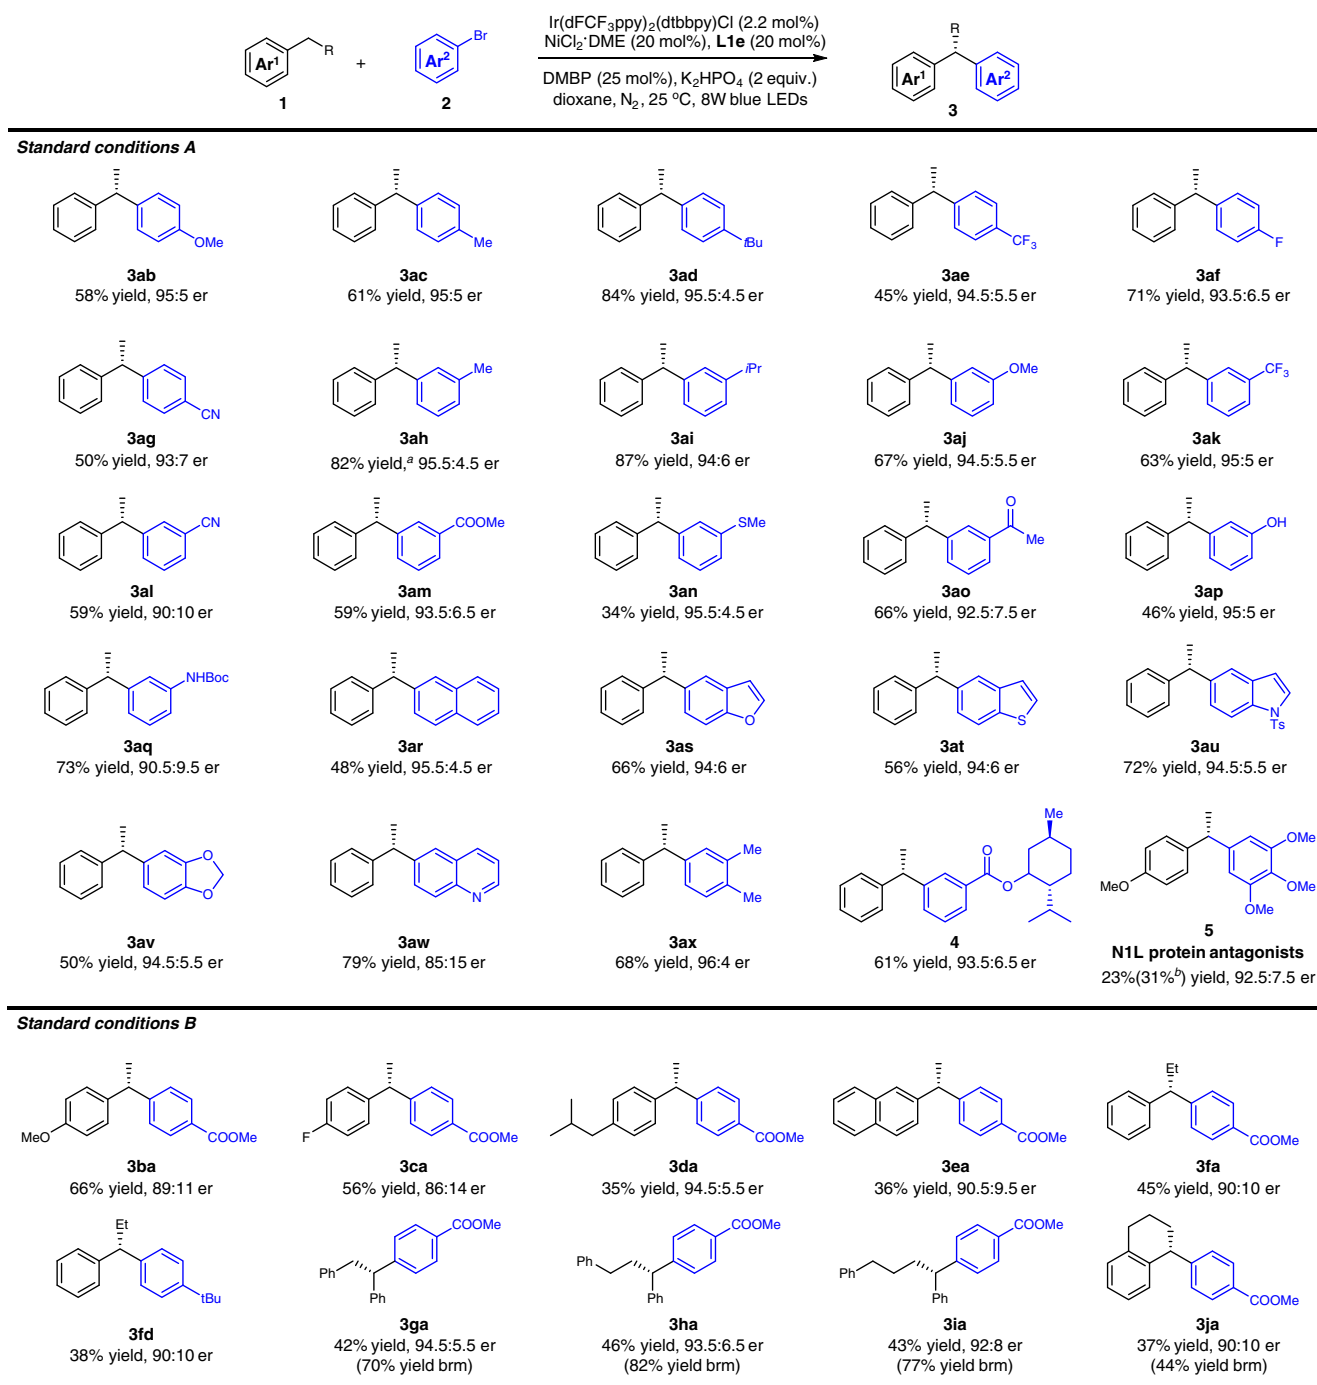 Ir(dFCF₃ppy)₂(dtbbpy)Cl (2.2 mol%)
NiCl₂·DME (20 mol%), L1e (20 mol%)
DMBP (25 mol%), K₂HPO₄ (2 equiv.)
dioxane, N₂, 25 °C, 8W blue LEDs
Ar¹ R + Ar² Br R Ar¹ Ar²
1 2 3
Standard conditions A
OMe Me tBu CF₃ F
3ab 3ac 3ad 3ae 3af
58% yield, 95:5 er 61% yield, 95:5 er 84% yield, 95.5:4.5 er 45% yield, 94.5:5.5 er 71% yield, 93.5:6.5 er
CN Me iPr OMe CF₃
3ag 3ah 3ai 3aj 3ak
50% yield, 93:7 er 82% yield,ᵃ 95.5:4.5 er 87% yield, 94:6 er 67% yield, 94.5:5.5 er 63% yield, 95:5 er
CN COOMe SMe O Me OH
3al 3am 3an 3ao 3ap
59% yield, 90:10 er 59% yield, 93.5:6.5 er 34% yield, 95.5:4.5 er 66% yield, 92.5:7.5 er 46% yield, 95:5 er
NHBoc O S N Ts
3aq 3ar 3as 3at 3au
73% yield, 90.5:9.5 er 48% yield, 95.5:4.5 er 66% yield, 94:6 er 56% yield, 94:6 er 72% yield, 94.5:5.5 er
O O N Me Me O O Me MeO OMe OMe OMe
3av 3aw 3ax 4 5
N1L protein antagonists
50% yield, 94.5:5.5 er 79% yield, 85:15 er 68% yield, 96:4 er 61% yield, 93.5:6.5 er 23%(31%ᵇ) yield, 92.5:7.5 er
Standard conditions B
MeO COOMe F COOMe COOMe COOMe Et COOMe
3ba 3ca 3da 3ea 3fa
66% yield, 89:11 er 56% yield, 86:14 er 35% yield, 94.5:5.5 er 36% yield, 90.5:9.5 er 45% yield, 90:10 er
Et tBu Ph Ph COOMe Ph Ph COOMe Ph Ph COOMe COOMe
3fd 3ga 3ha 3ia 3ja
38% yield, 90:10 er 42% yield, 94.5:5.5 er 46% yield, 93.5:6.5 er 43% yield, 92:8 er 37% yield, 90:10 er
(70% yield brm) (82% yield brm) (77% yield brm) (44% yield brm)